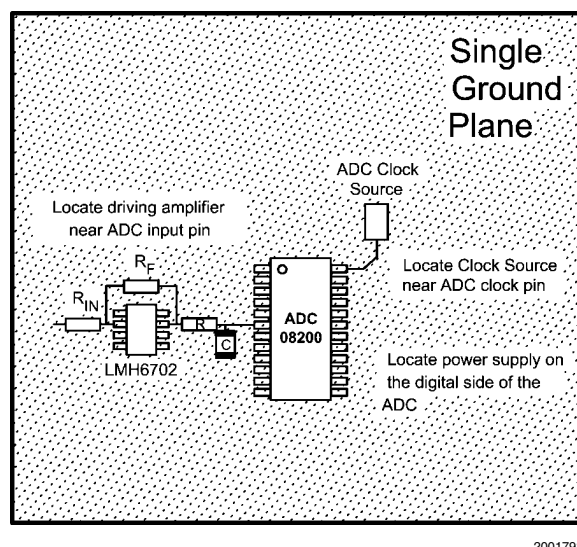 Single
Ground
Plane
ADC Clock
Source
Locate driving amplifier
near ADC input pin
RF
RIN
R
C
LMH6702
ADC
08200
Locate Clock Source
near ADC clock pin
Locate power supply on
the digital side of the
ADC